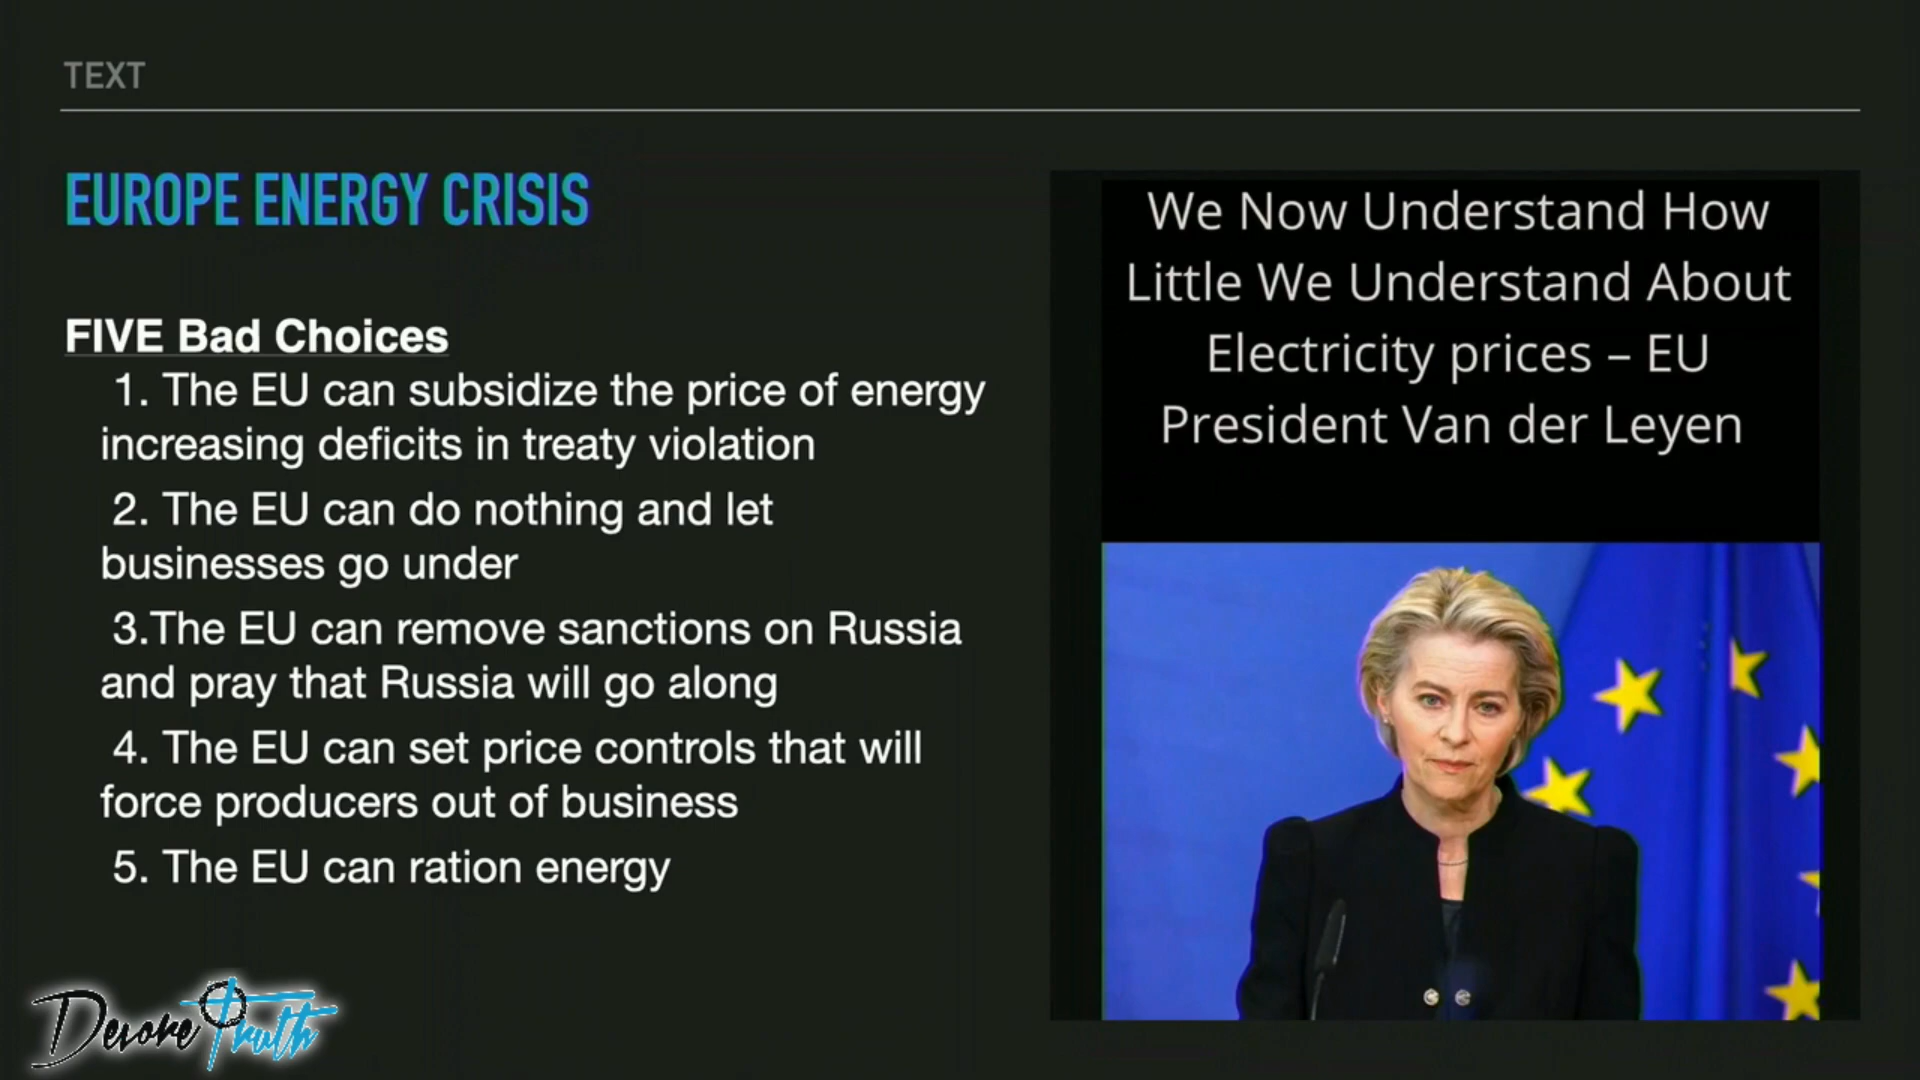 TEXT
EUROPE ENERGY CRISIS
FIVE Bad Choices
1. The EU can subsidize the price of energy
increasing deficits in treaty violation
2. The EU can do nothing and let
businesses go under
3.The EU can remove sanctions on Russia
and pray that Russia will go along
4. The EU can set price controls that will
force producers out of business
5. The EU can ration energy
We Now Understand How
Little We Understand About
Electricity prices – EU
President Van der Leyen